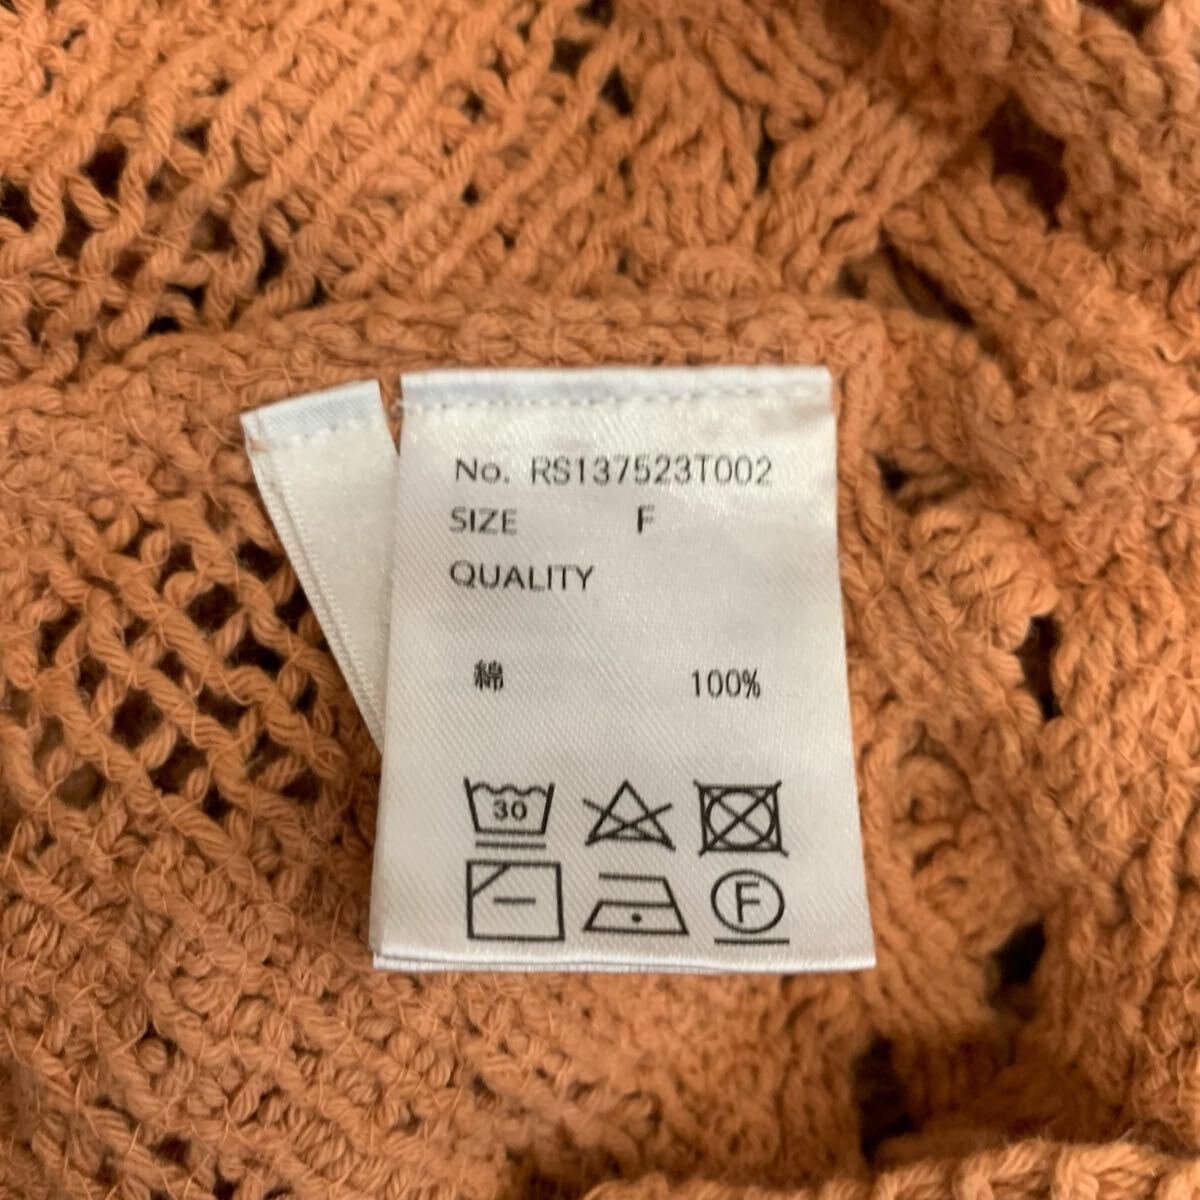 No. RS137523T002
SIZE F
QUALITY
綿 100%
30
F